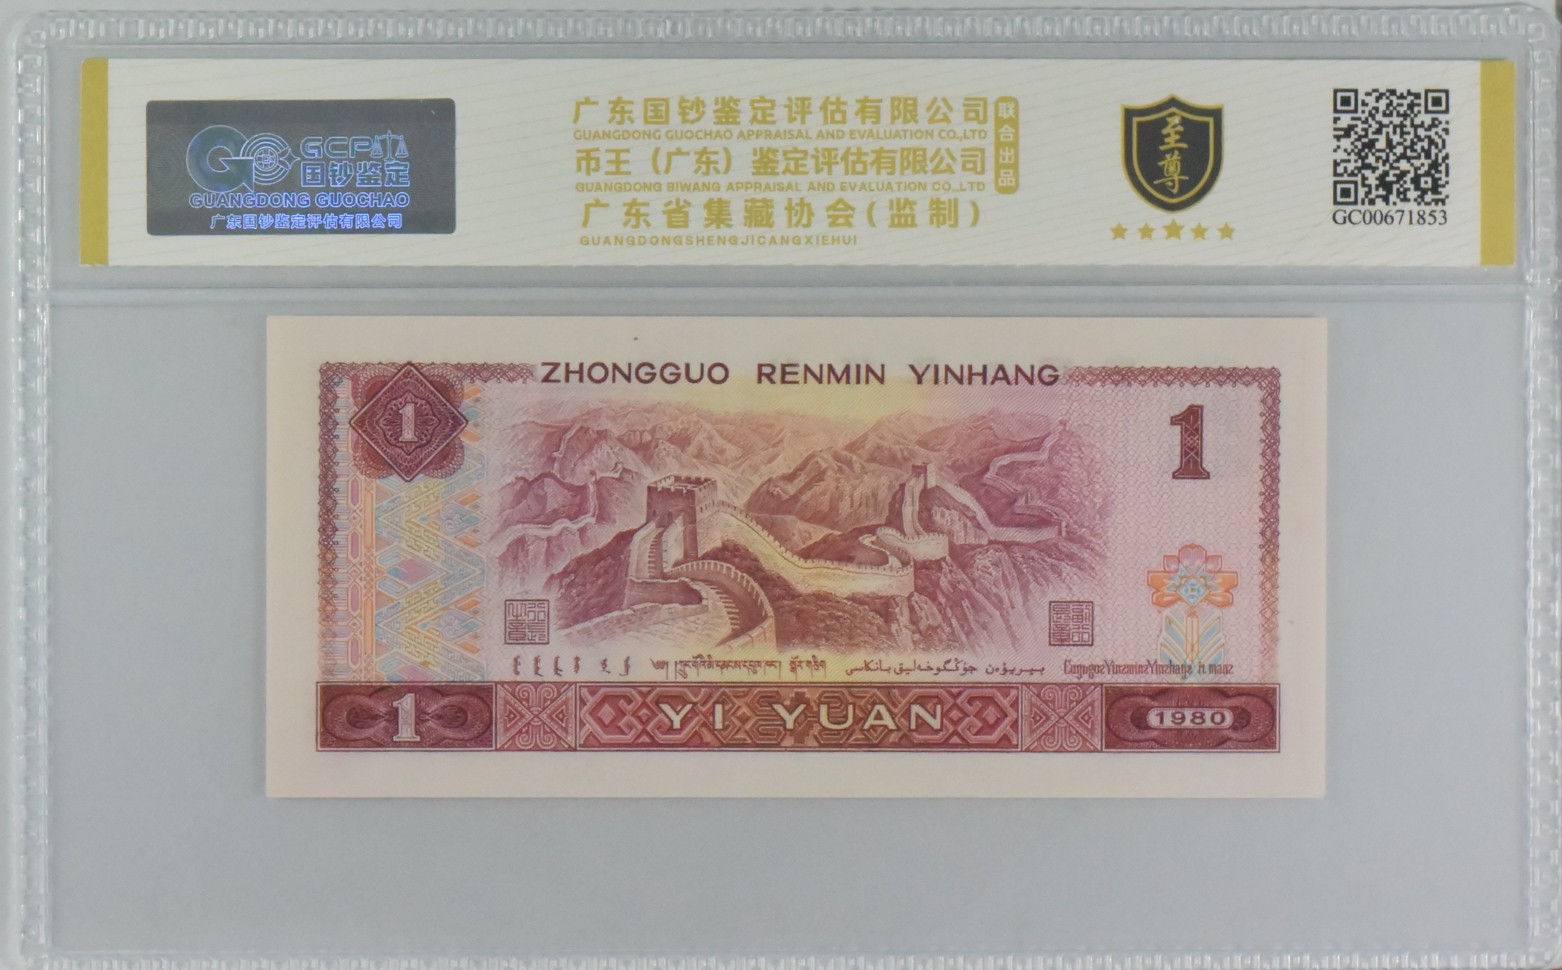 GCP
国钞鉴定
GUANGDONG GUOCHAO
广东国钞鉴定评估有限公司
广东国钞鉴定评估有限公司
GUANGDONG GUOCHAO APPRAISAL AND EVALUATION CO.,LTD
币王（广东）鉴定评估有限公司
GUANGDONG BIWANG APPRAISAL AND EVALUATION CO.,LTD
广东省集藏协会(监制)
GUANGDONGSHENGJICANGXIEHUI
联合出品
至尊
GC00671853
ZHONGGUO RENMIN YINHANG
1
1
1
YI YUAN
1980